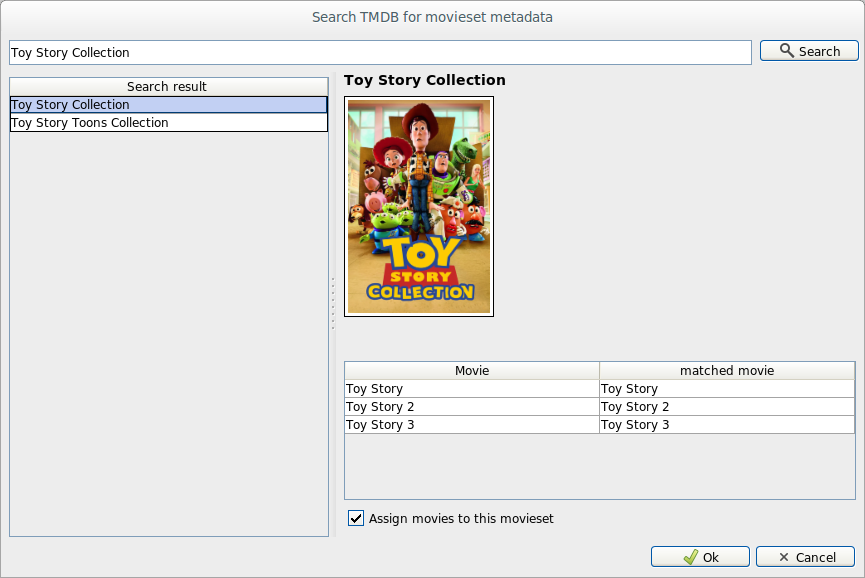 Search TMDB for movieset metadata
Toy Story Collection
Search
Search result
Toy Story Collection
Toy Story Toons Collection
Toy Story Collection
TOY
STORY
COLLECTION
Movie matched movie
Toy Story Toy Story
Toy Story 2 Toy Story 2
Toy Story 3 Toy Story 3
Assign movies to this movieset
Ok Cancel